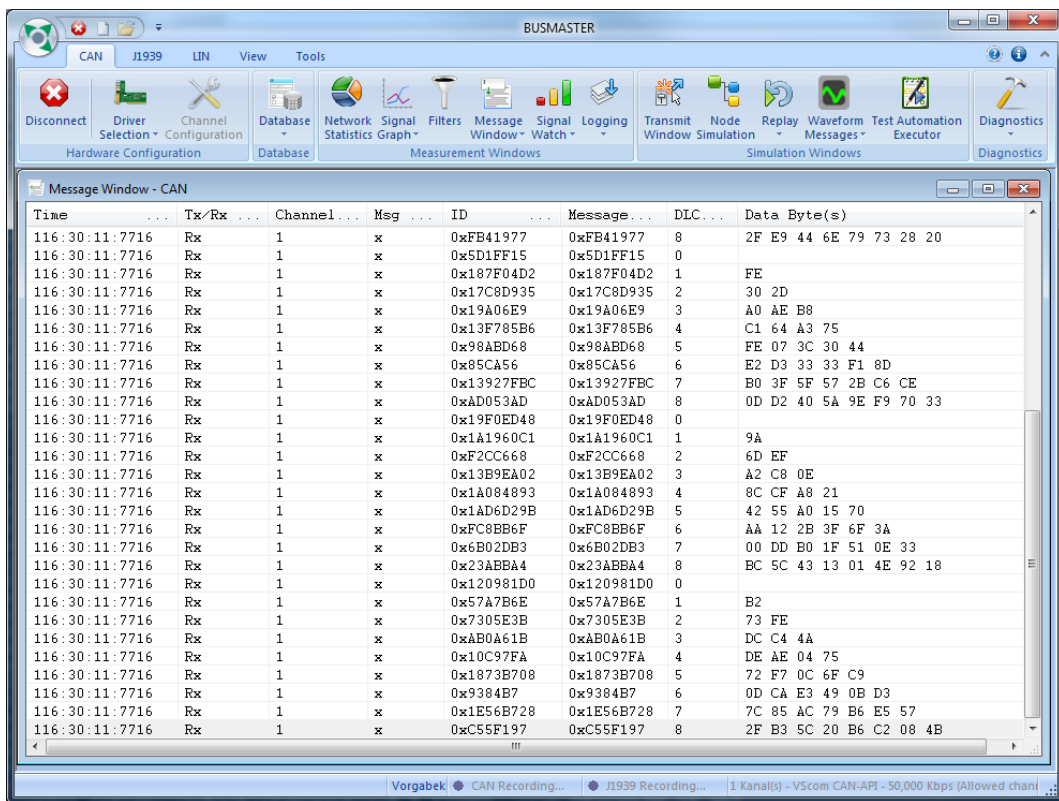 BUSMASTER
CAN J1939 LIN View Tools
Disconnect Driver Selection Channel Configuration Database Network Statistics Signal Graph Filters Message Window Signal Watch Logging Transmit Window Node Simulation Replay Waveform Messages Test Automation Executor Diagnostics
Hardware Configuration Database Measurement Windows Simulation Windows Diagnostics
Message Window - CAN
Time ... Tx/Rx ... Channel... Msg ... ID ... Message... DLC... Data Byte(s)
116:30:11:7716 Rx 1 x 0xFB41977 0xFB41977 8 2F E9 44 6E 79 73 28 20
116:30:11:7716 Rx 1 x 0x5D1FF15 0x5D1FF15 0
116:30:11:7716 Rx 1 x 0x187F04D2 0x187F04D2 1 FE
116:30:11:7716 Rx 1 x 0x17C8D935 0x17C8D935 2 30 2D
116:30:11:7716 Rx 1 x 0x19A06E9 0x19A06E9 3 A0 AE B8
116:30:11:7716 Rx 1 x 0x13F785B6 0x13F785B6 4 C1 64 A3 75
116:30:11:7716 Rx 1 x 0x98ABD68 0x98ABD68 5 FE 07 3C 30 44
116:30:11:7716 Rx 1 x 0x85CA56 0x85CA56 6 E2 D3 33 33 F1 8D
116:30:11:7716 Rx 1 x 0x13927FBC 0x13927FBC 7 B0 3F 5F 57 2B C6 CE
116:30:11:7716 Rx 1 x 0xAD053AD 0xAD053AD 8 0D D2 40 5A 9E F9 70 33
116:30:11:7716 Rx 1 x 0x19F0ED48 0x19F0ED48 0
116:30:11:7716 Rx 1 x 0x1A1960C1 0x1A1960C1 1 9A
116:30:11:7716 Rx 1 x 0xF2CC668 0xF2CC668 2 6D EF
116:30:11:7716 Rx 1 x 0x13B9EA02 0x13B9EA02 3 A2 C8 0E
116:30:11:7716 Rx 1 x 0x1A084893 0x1A084893 4 8C CF A8 21
116:30:11:7716 Rx 1 x 0x1AD6D29B 0x1AD6D29B 5 42 55 A0 15 70
116:30:11:7716 Rx 1 x 0xFC8BB6F 0xFC8BB6F 6 AA 12 2B 3F 6F 3A
116:30:11:7716 Rx 1 x 0x6B02DB3 0x6B02DB3 7 00 DD B0 1F 51 0E 33
116:30:11:7716 Rx 1 x 0x23ABBA4 0x23ABBA4 8 BC 5C 43 13 01 4E 92 18
116:30:11:7716 Rx 1 x 0x120981D0 0x120981D0 0
116:30:11:7716 Rx 1 x 0x57A7B6E 0x57A7B6E 1 B2
116:30:11:7716 Rx 1 x 0x7305E3B 0x7305E3B 2 73 FE
116:30:11:7716 Rx 1 x 0xAB0A61B 0xAB0A61B 3 DC C4 4A
116:30:11:7716 Rx 1 x 0x10C97FA 0x10C97FA 4 DE AE 04 75
116:30:11:7716 Rx 1 x 0x1873B708 0x1873B708 5 72 F7 0C 6F C9
116:30:11:7716 Rx 1 x 0x9384B7 0x9384B7 6 0D CA E3 49 0B D3
116:30:11:7716 Rx 1 x 0x1E56B728 0x1E56B728 7 7C 85 AC 79 B6 E5 57
116:30:11:7716 Rx 1 x 0xC55F197 0xC55F197 8 2F B3 5C 20 B6 C2 08 4B
Vorgabek CAN Recording... J1939 Recording... 1 Kanal(s) - VScom CAN-API - 50,000 Kbps (Allowed chan